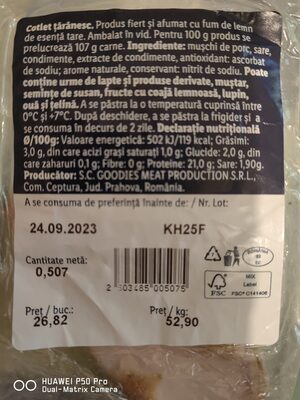 Cotlet țărănesc. Produs fiert și afumat cu fum de lemn
de esență tare. Ambalat în vid. Pentru 100 g produs se
prelucrează 107 g carne. Ingrediente: mușchi de porc, sare,
condimente, extracte de condimente, antioxidant: ascorbat
de sodiu; arome naturale, conservant: nitrit de sodiu. Poate
conține urme de lapte și produse derivate, muștar,
semințe de susan, fructe cu coajă lemnoasă, lupin,
ouă și țelină. A se păstra la o temperatură cuprinsă între
0°C și +7°C. După deschidere, a se păstra la frigider și a
se consuma în decurs de 2 zile. Declarație nutrițională
Ø/100g: Valoare energetică: 502 kJ/119 kcal; Grăsimi:
3,0 g, din care acizi grași saturați 1,0 g; Glucide: 2,0 g, din
care zaharuri 0,1 g; Fibre: 0 g; Proteine: 21,0 g; Sare: 1,90g.
Producător: S.C. GOODIES MEAT PRODUCTION S.R.L.,
Com. Ceptura, Jud. Prahova, România.
A se consuma de preferință înainte de: / Nr. Lot:
24.09.2023 KH25F
Cantitate netă:
0,507
2 303485 005075
FSC
MIX
Label
FSC® C141406
Preț / buc.:
26,82
Preț / kg:
52,90
HUAWEI P50 Pro
Dual-Matrix Camera